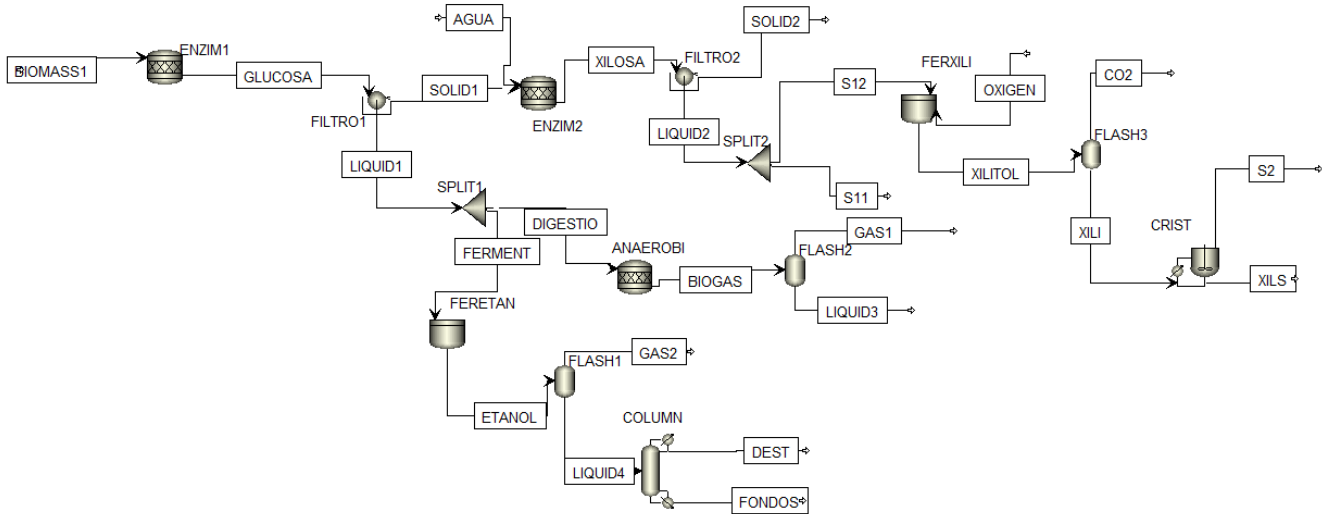 AGUA
SOLID2
ENZIM1
BIOMASS1
GLUCOSA
XILOSA
FILTRO2
FERXILI
CO2
S12
OXIGEN
SOLID1
FILTRO1
ENZIM2
LIQUID2
SPLIT2
FLASH3
LIQUID1
XILITOL
S2
SPLIT1
S11
DIGESTIO
XILI
CRIST
FERMENT
ANAEROBI
GAS1
FLASH2
BIOGAS
XILS
FERETAN
LIQUID3
GAS2
FLASH1
ETANOL
COLUMN
DEST
LIQUID4
FONDOS